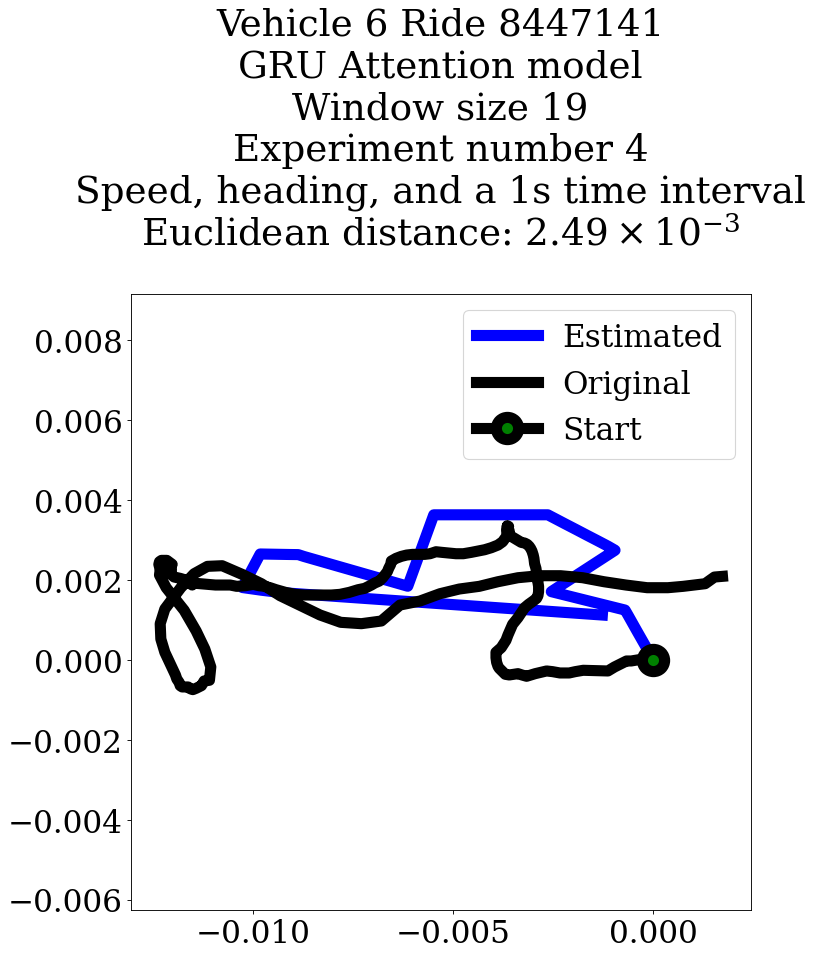 Vehicle 6 Ride 8447141
GRU Attention model
Window size 19
Experiment number 4
Speed, heading, and a 1s time interval
Euclidean distance: 2.49 × 10⁻³
Estimated
Original
Start
0.008
0.006
0.004
0.002
0.000
−0.002
−0.004
−0.006
−0.010
−0.005
0.000